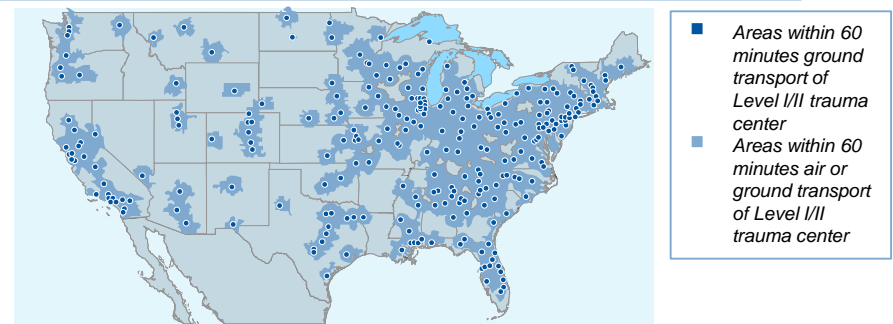 Areas within 60
minutes ground
transport of
Level I/II trauma
center
Areas within 60
minutes air or
ground transport
of Level I/II
trauma center